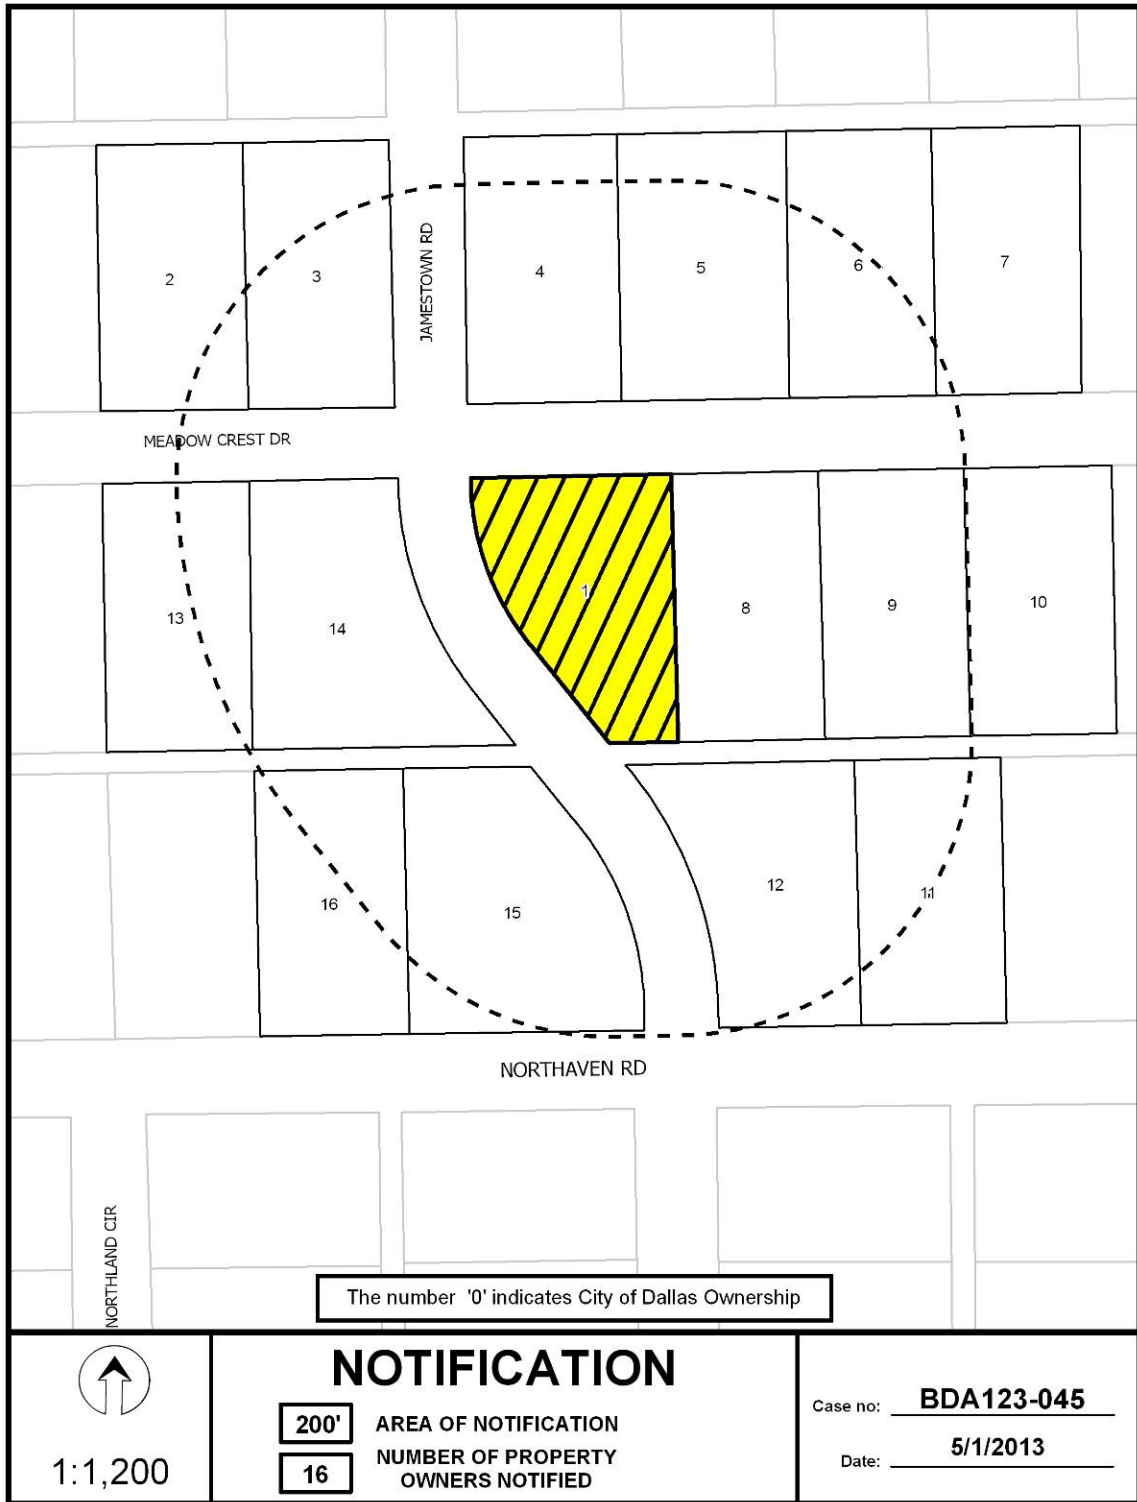 2
3
JAMESTOWN RD
4
5
6
7
MEADOW CREST DR
13
14
1
8
9
10
16
15
12
11
NORTHAVEN RD
NORTHLAND CIR
The number '0' indicates City of Dallas Ownership
1:1,200
NOTIFICATION
200' AREA OF NOTIFICATION
16 NUMBER OF PROPERTY
OWNERS NOTIFIED
Case no: BDA123-045
Date: 5/1/2013